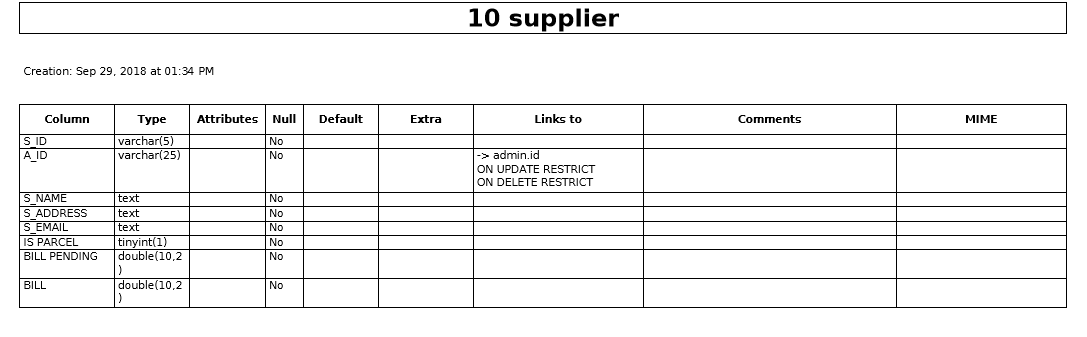 10 supplier
Creation: Sep 29, 2018 at 01:34 PM
Column Type Attributes Null Default Extra Links to Comments MIME
S_ID varchar(5) No
A_ID varchar(25) No -> admin.id
ON UPDATE RESTRICT
ON DELETE RESTRICT
S_NAME text No
S_ADDRESS text No
S_EMAIL text No
IS PARCEL tinyint(1) No
BILL PENDING double(10,2 No
)
BILL double(10,2 No
)